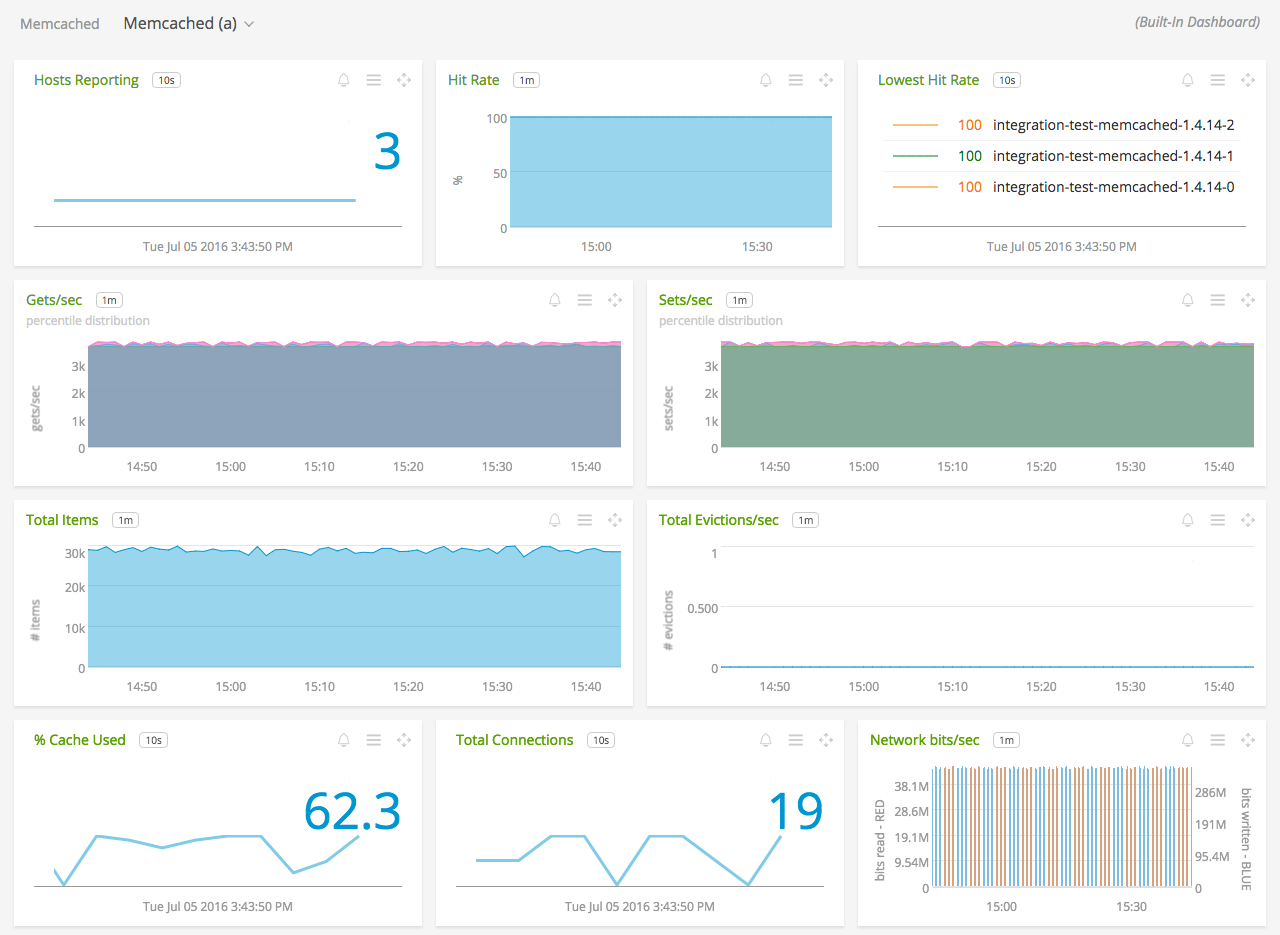 Memcached Memcached (a) (Built-In Dashboard)
Hosts Reporting 10s
3
Tue Jul 05 2016 3:43:50 PM
Hit Rate 1m
100
50
0
%
15:00 15:30
Lowest Hit Rate 10s
100 integration-test-memcached-1.4.14-2
100 integration-test-memcached-1.4.14-1
100 integration-test-memcached-1.4.14-0
Tue Jul 05 2016 3:43:50 PM
Gets/sec 1m
percentile distribution
3k
2k
1k
0
gets/sec
14:50 15:00 15:10 15:20 15:30 15:40
Sets/sec 1m
percentile distribution
3k
2k
1k
0
sets/sec
14:50 15:00 15:10 15:20 15:30 15:40
Total Items 1m
30k
20k
10k
0
# items
14:50 15:00 15:10 15:20 15:30 15:40
Total Evictions/sec 1m
1
0.500
0
# evictions
14:50 15:00 15:10 15:20 15:30 15:40
% Cache Used 10s
62.3
Tue Jul 05 2016 3:43:50 PM
Total Connections 10s
19
Tue Jul 05 2016 3:43:50 PM
Network bits/sec 1m
38.1M
28.6M
19.1M
9.54M
0
bits read - RED
286M
191M
95.4M
0
bits written - BLUE
15:00 15:30